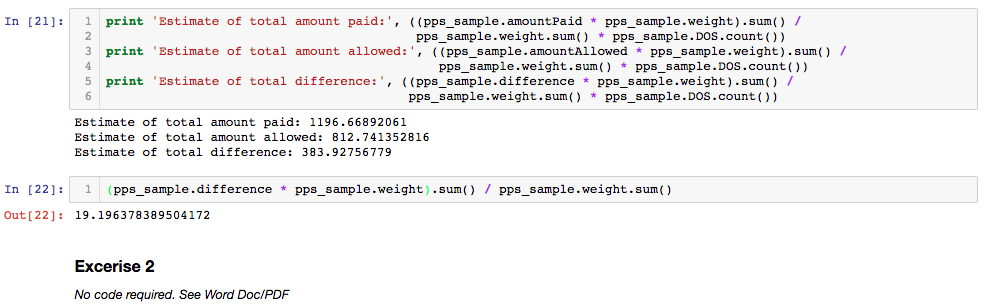 In [21]:
1 print 'Estimate of total amount paid:', ((pps_sample.amountPaid * pps_sample.weight).sum() /
2 pps_sample.weight.sum() * pps_sample.DOS.count())
3 print 'Estimate of total amount allowed:', ((pps_sample.amoutAllowed * pps_sample.weight).sum() /
4 pps_sample.weight.sum() * pps_sample.DOS.count())
5 print 'Estimate of total difference:', ((pps_sample.difference * pps_sample.weight).sum() /
6 pps_sample.weight.sum() * pps_sample.DOS.count())
Estimate of total amount paid: 1196.66892061
Estimate of total amount allowed: 812.741352816
Estimate of total difference: 383.92756779
In [22]:
1 (pps_sample.difference * pps_sample.weight).sum() / pps_sample.weight.sum()
Out[22]: 19.196378389504172
Excerise 2
No code required. See Word Doc/PDF